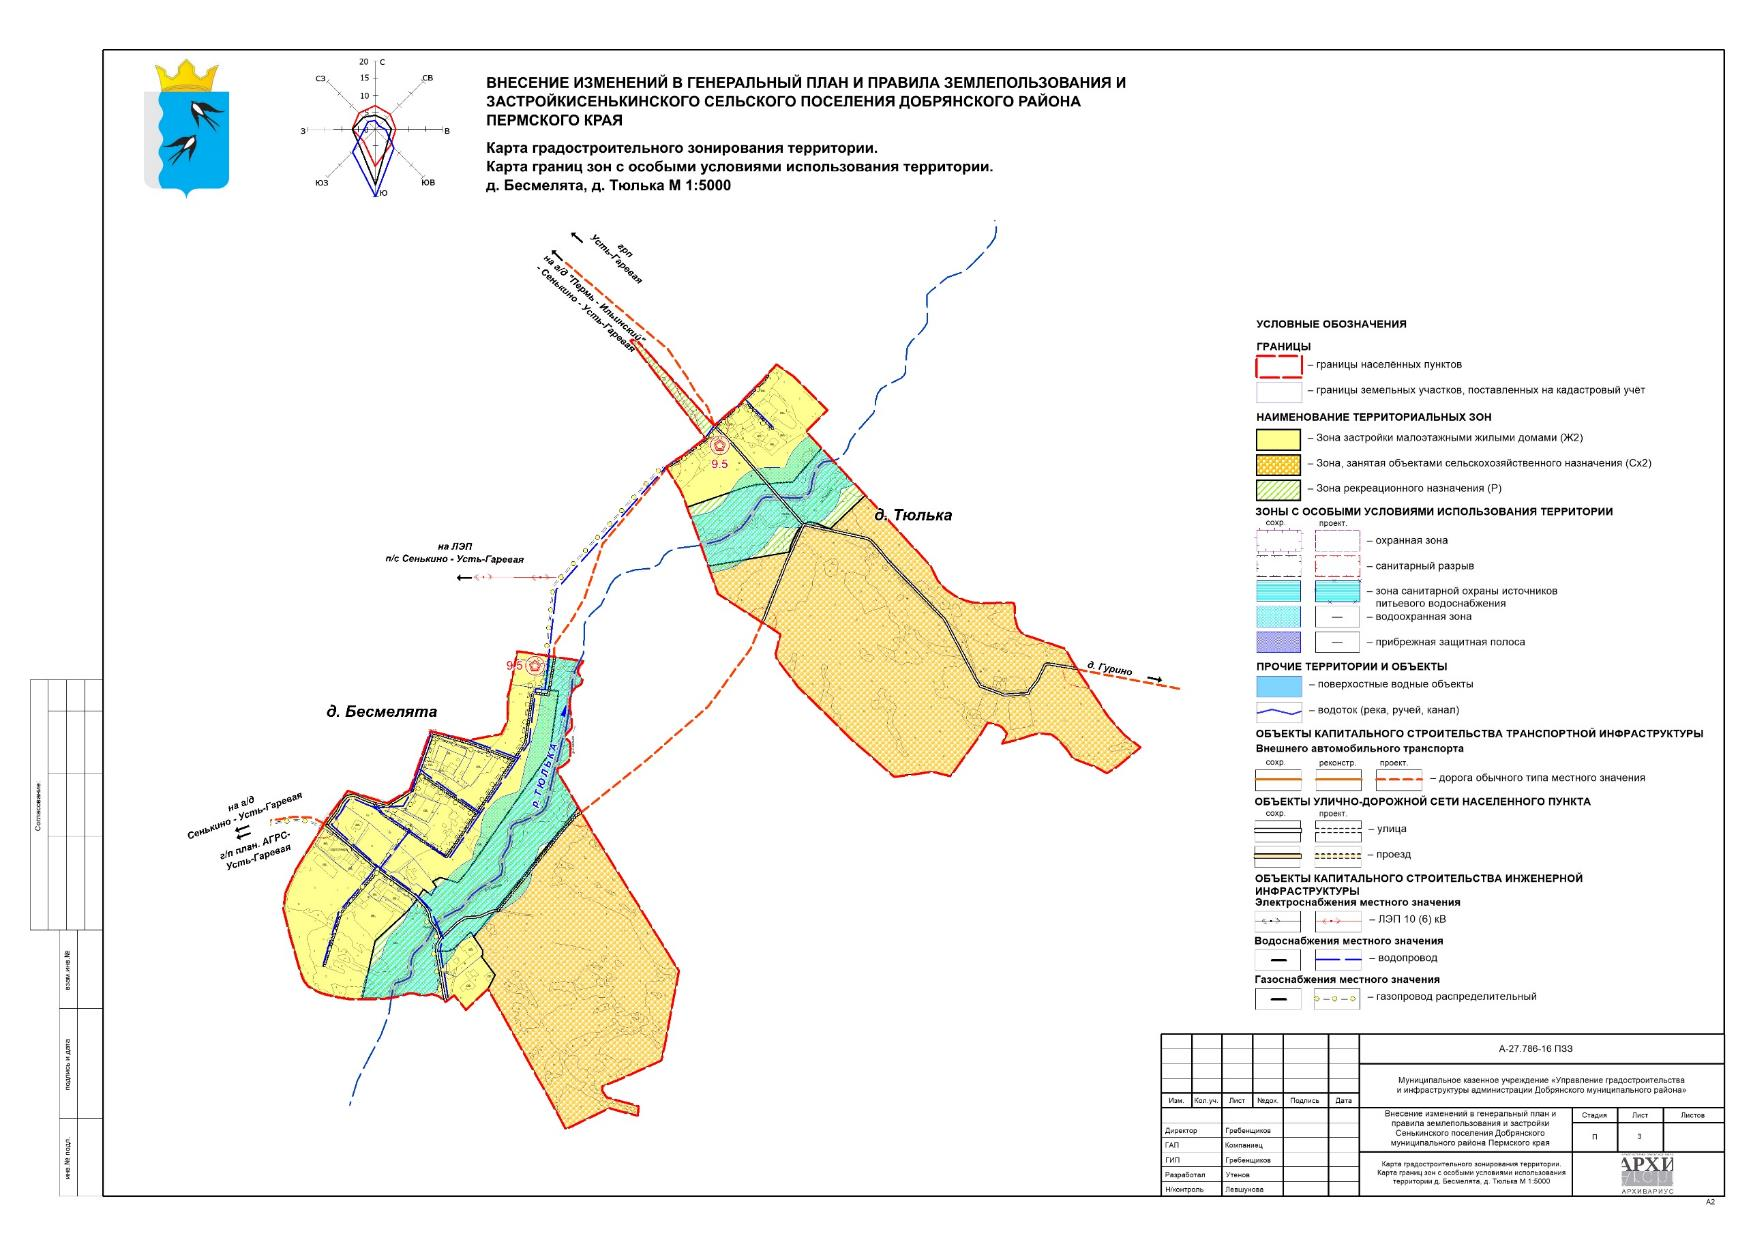 ВНЕСЕНИЕ ИЗМЕНЕНИЙ В ГЕНЕРАЛЬНЫЙ ПЛАН И ПРАВИЛА ЗЕМЛЕПОЛЬЗОВАНИЯ И
ЗАСТРОЙКИСЕНЬКИНСКОГО СЕЛЬСКОГО ПОСЕЛЕНИЯ ДОБРЯНСКОГО РАЙОНА
ПЕРМСКОГО КРАЯ
Карта градостроительного зонирования территории.
Карта границ зон с особыми условиями использования территории.
д. Бесмелята, д. Тюлька М 1:5000
20
15
10
С
СВ
В
ЮВ
Ю
ЮЗ
З
СЗ
грп
Усть-Гаревая
на а/д "Пермь - Ильинский"
- Сенькино - Усть-Гаревая
9.5
д. Тюлька
на ЛЭП
п/с Сенькино - Усть-Гаревая
9.5
д. Гурино
д. Бесмелята
р. ТЮЛЬКА
на а/д
Сенькино - Усть-Гаревая
г/п план. АГРС-
Усть-Гаревая
УСЛОВНЫЕ ОБОЗНАЧЕНИЯ
ГРАНИЦЫ
– границы населённых пунктов
– границы земельных участков, поставленных на кадастровый учёт
НАИМЕНОВАНИЕ ТЕРРИТОРИАЛЬНЫХ ЗОН
– Зона застройки малоэтажными жилыми домами (Ж2)
– Зона, занятая объектами сельскохозяйственного назначения (Сх2)
– Зона рекреационного назначения (Р)
ЗОНЫ С ОСОБЫМИ УСЛОВИЯМИ ИСПОЛЬЗОВАНИЯ ТЕРРИТОРИИ
сохр. проект.
– охранная зона
– санитарный разрыв
– зона санитарной охраны источников
питьевого водоснабжения
– водоохранная зона
– прибрежная защитная полоса
ПРОЧИЕ ТЕРРИТОРИИ И ОБЪЕКТЫ
– поверхостные водные объекты
– водоток (река, ручей, канал)
ОБЪЕКТЫ КАПИТАЛЬНОГО СТРОИТЕЛЬСТВА ТРАНСПОРТНОЙ ИНФРАСТРУКТУРЫ
Внешнего автомобильного транспорта
сохр. реконстр. проект.
– дорога обычного типа местного значения
ОБЪЕКТЫ УЛИЧНО-ДОРОЖНОЙ СЕТИ НАСЕЛЕННОГО ПУНКТА
сохр. проект.
– улица
– проезд
ОБЪЕКТЫ КАПИТАЛЬНОГО СТРОИТЕЛЬСТВА ИНЖЕНЕРНОЙ
ИНФРАСТРУКТУРЫ
Электроснабжения местного значения
– ЛЭП 10 (6) кВ
Водоснабжения местного значения
– водопровод
Газоснабжения местного значения
– газопровод распределительный
Согласование:
взам.инв.№
подпись и дата
инв.№ подл.
А-27.786-16 ПЗЗ
Муниципальное казенное учреждение «Управление градостроительства
и инфраструктуры администрации Добрянского муниципального района»
Изм. Кол.уч. Лист №док. Подпись Дата
Директор Гребенщиков
ГАП Компаниец
ГИП Гребенщиков
Разработал Утенов
Н/контроль Левшунова
Внесение изменений в генеральный план и
правила землепользования и застройки
Сенькинского поселения Добрянского
муниципального района Пермского края
Стадия Лист Листов
П 3
Карта градостроительного зонирования территории.
Карта границ зон с особыми условиями использования
территории д. Бесмелята, д. Тюлька М 1:5000
АРХИ
АРХИВАРИУС
А2